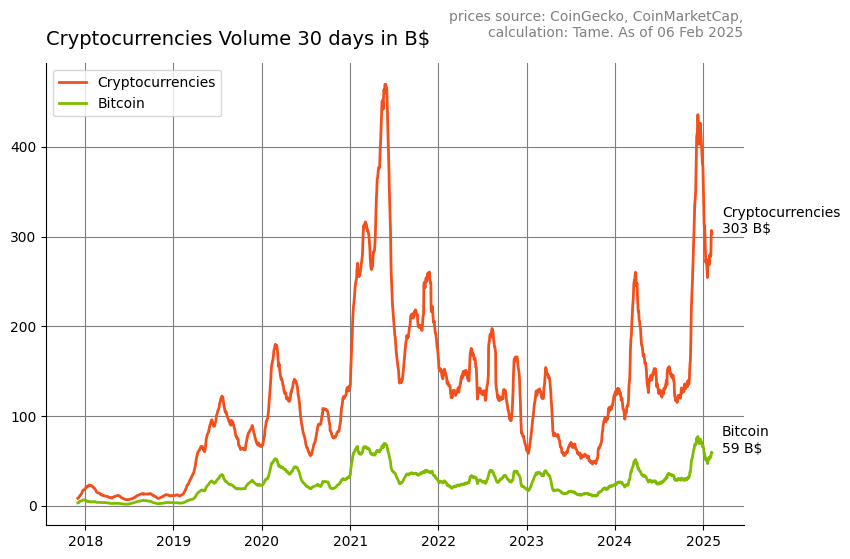 prices source: CoinGecko, CoinMarketCap,
calculation: Tame. As of 06 Feb 2025
Cryptocurrencies Volume 30 days in B$
Cryptocurrencies
Bitcoin
400
300
200
100
0
Cryptocurrencies
303 B$
Bitcoin
59 B$
2018
2019
2020
2021
2022
2023
2024
2025